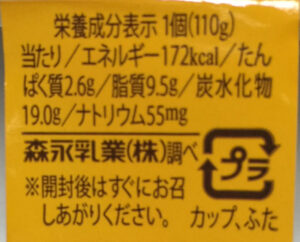 栄養成分表示 1個(110g)
当たり/エネルギー172kcal/たん
ぱく質2.6g/脂質9.5g/炭水化物
19.0g/ナトリウム55mg
森永乳業(株)調べ
プラ
※開封後はすぐにお召
しあがりください。 カップ、ふた